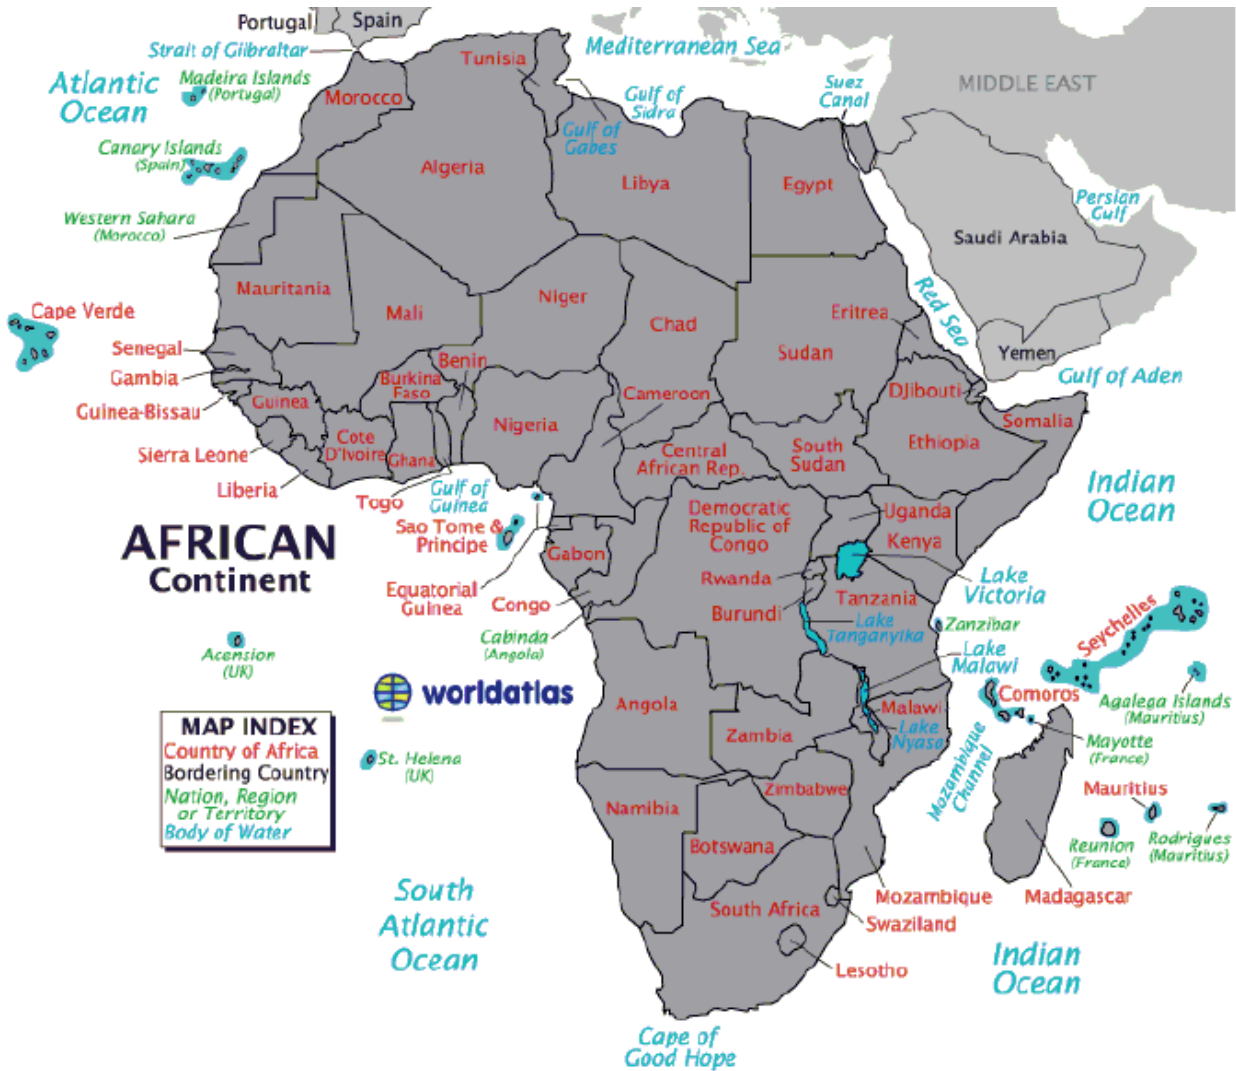 Portugal
Spain
Strait of Giibraltar
Mediterranean Sea
Tunisia
Atlantic
Ocean
Madeira Islands
(Portugal)
Morocco
Suez
Canal
MIDDLE EAST
Gulf of
Sidra
Gulf of
Gabes
Canary Islands
(Spain)
Algeria
Libya
Egypt
Persian
Gulf
Western Sahara
(Morocco)
Saudi Arabia
Mauritania
Niger
Cape Verde
Mali
Chad
Eritrea
Red Sea
Senegal
Sudan
Yemen
Gambia
Benin
Burkina
Faso
Gulf of Aden
Guinea-Bissau
Guinea
Cameroon
DJibouti
Nigeria
Somalia
Cote
D'Ivoire
Ghana
Central
African Rep.
South
Sudan
Ethiopia
Sierra Leone
Liberia
Togo
Gulf of
Guinea
Indian
Ocean
Democratic
Republic of
Congo
Uganda
Kenya
Sao Tome &
Principe
AFRICAN
Continent
Gabon
Rwanda
Lake
Victoria
Equatorial
Guinea
Congo
Burundi
Tanzania
Lake
Tanganyika
Zanzibar
Seychelles
Cabinda
(Angola)
Acension
(UK)
Lake
Malawi
worldatlas
Angola
Malawi
Comoros
Agalega Islands
(Mauritius)
Zambia
Lake
Nyasa
Mayotte
(France)
MAP INDEX
Country of Africa
Bordering Country
Nation, Region
or Territory
Body of Water
St. Helena
(UK)
Mozambique
Channel
Namibia
Zimbabwe
Mauritius
Botswana
Reunion
(France)
Rodrigues
(Mauritius)
South
Atlantic
Ocean
South Africa
Mozambique
Madagascar
Swaziland
Lesotho
Indian
Ocean
Cape of
Good Hope